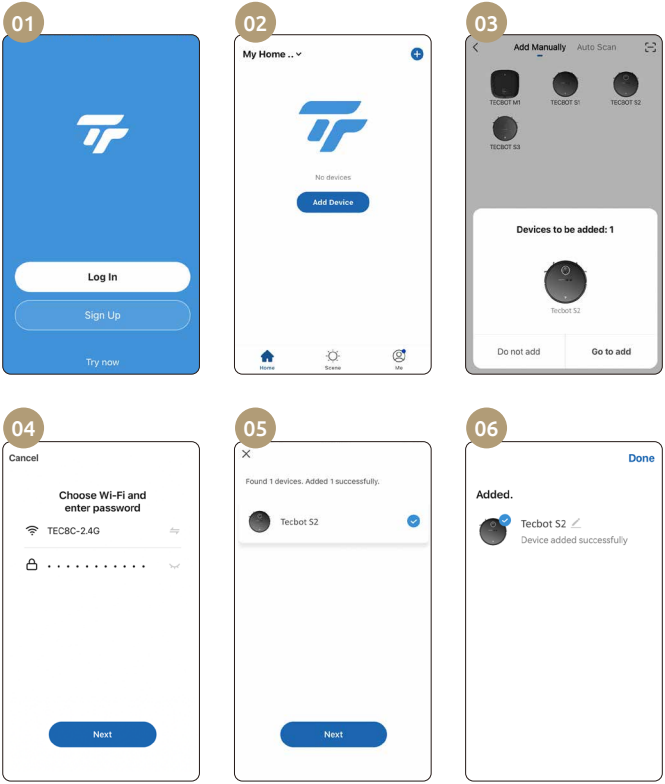 01
Log In
Sign Up
Try now
02
My Home ..
No devices
Add Device
Home
Scene
Me
03
Add Manually Auto Scan
TECBOT M1
TECBOT S1
TECBOT S2
TECBOT S3
Devices to be added: 1
Tecbot S2
Do not add
Go to add
04
Cancel
Choose Wi-Fi and
enter password
TEC8C-2.4G
Next
05
Found 1 devices. Added 1 successfully.
Tecbot S2
Next
06
Done
Added.
Tecbot S2
Device added successfully